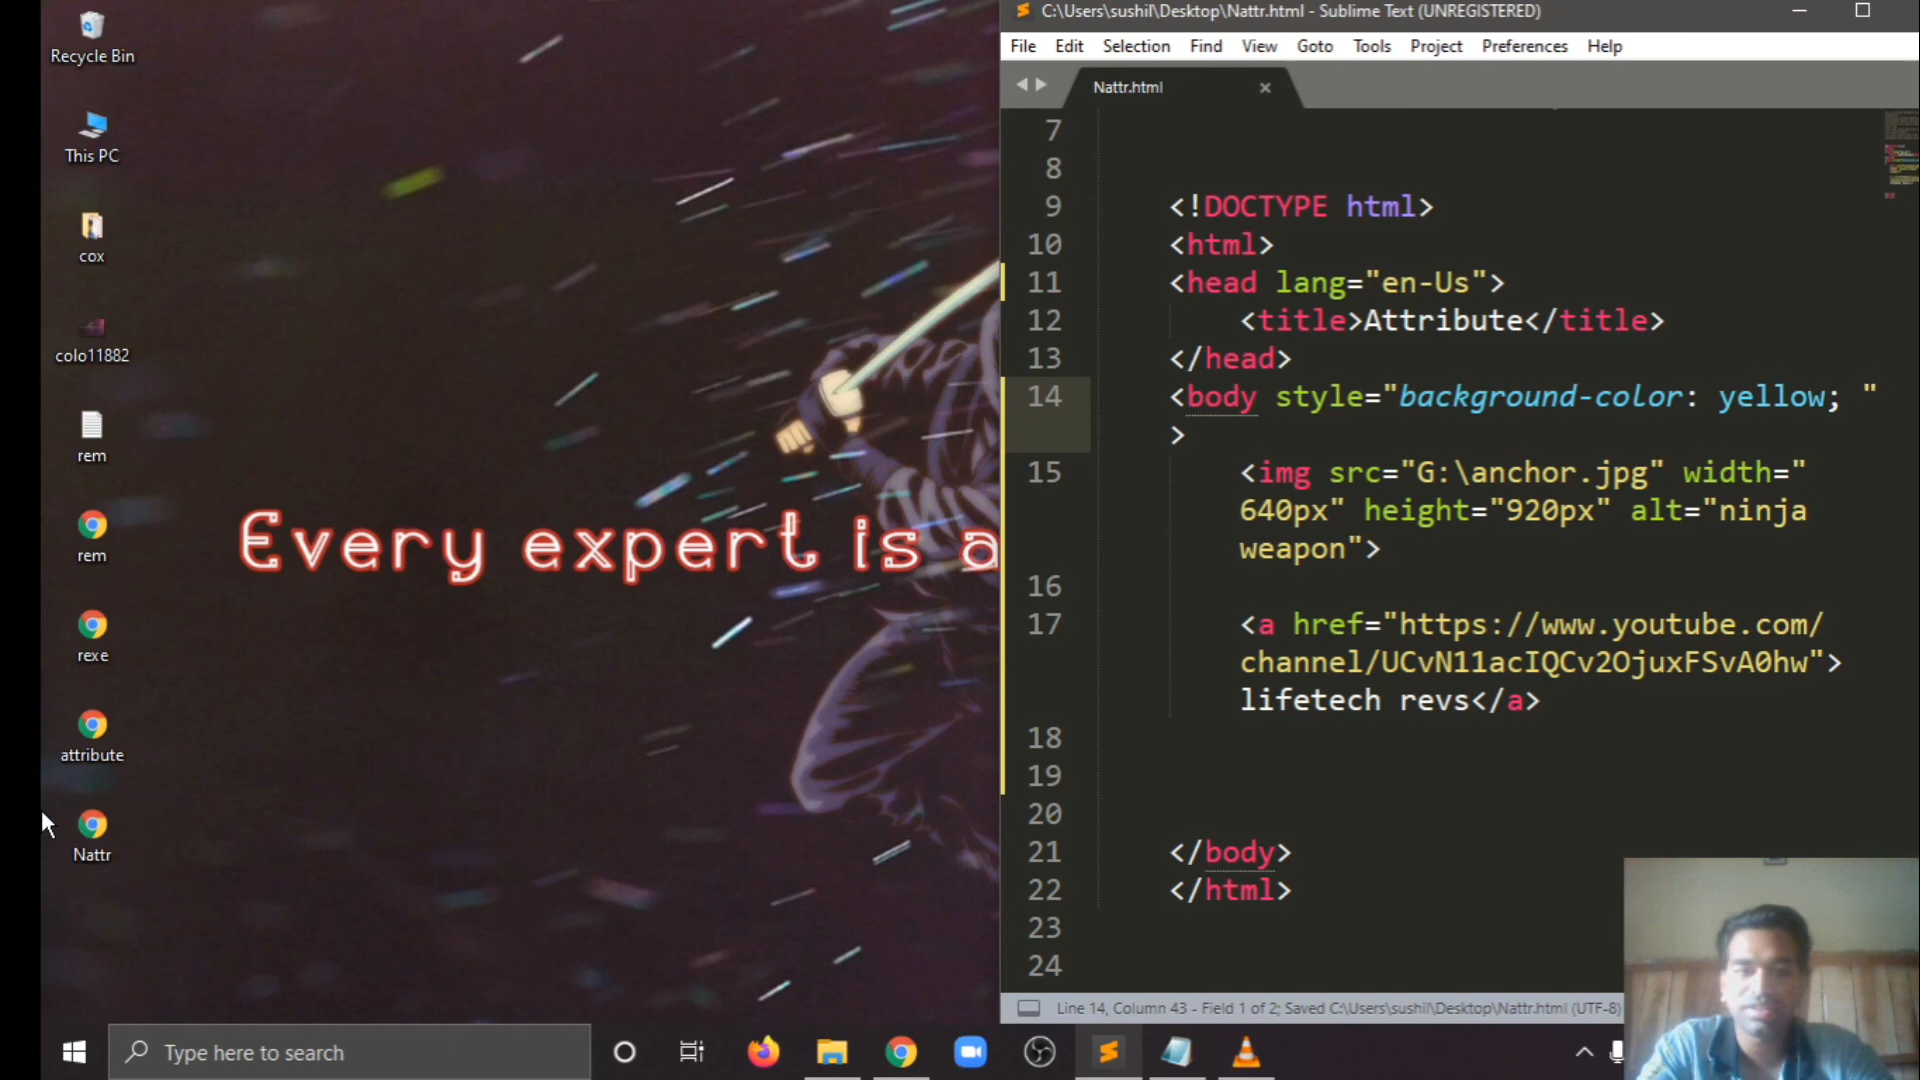 Recycle Bin
This PC
cox
colo11882
rem
rem
rexe
attribute
Nattr
Every expert is a
C:\Users\sushil\Desktop\Nattr.html - Sublime Text (UNREGISTERED)
File Edit Selection Find View Goto Tools Project Preferences Help
Nattr.html
7
8
9 <!DOCTYPE html>
10 <html>
11 <head lang="en-Us">
12 <title>Attribute</title>
13 </head>
14 <body style="background-color: yellow; "
>
15 <img src="G:\anchor.jpg" width="
640px" height="920px" alt="ninja
weapon">
16
17 <a href="https://www.youtube.com/
channel/UCvN11acIQCv2OjuxFSvA0hw">
lifetech revs</a>
18
19
20
21 </body>
22 </html>
23
24
Line 14, Column 43 - Field 1 of 2; Saved C:\Users\sushil\Desktop\Nattr.html (UTF-8)
Type here to search